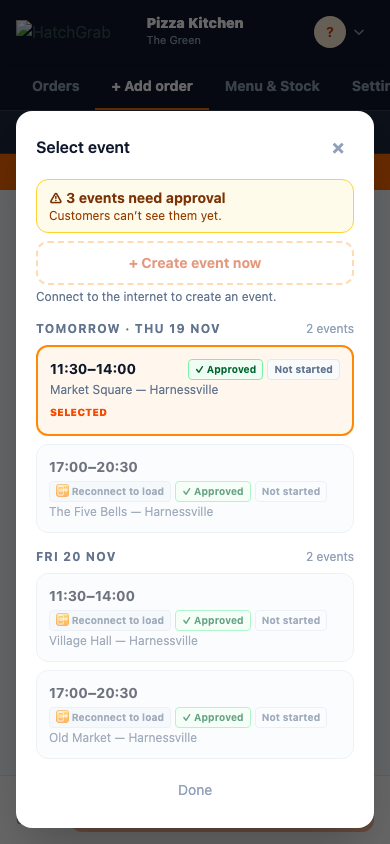 HatchGrab
Pizza Kitchen
The Green
?
Orders
+ Add order
Menu & Stock
Settin
Select event
×
⚠ 3 events need approval
Customers can't see them yet.
+ Create event now
Connect to the internet to create an event.
TOMORROW · THU 19 NOV
2 events
11:30–14:00
✓ Approved
Not started
Market Square — Harnessville
SELECTED
17:00–20:30
🔁 Reconnect to load
✓ Approved
Not started
The Five Bells — Harnessville
FRI 20 NOV
2 events
11:30–14:00
🔁 Reconnect to load
✓ Approved
Not started
Village Hall — Harnessville
17:00–20:30
🔁 Reconnect to load
✓ Approved
Not started
Old Market — Harnessville
Done